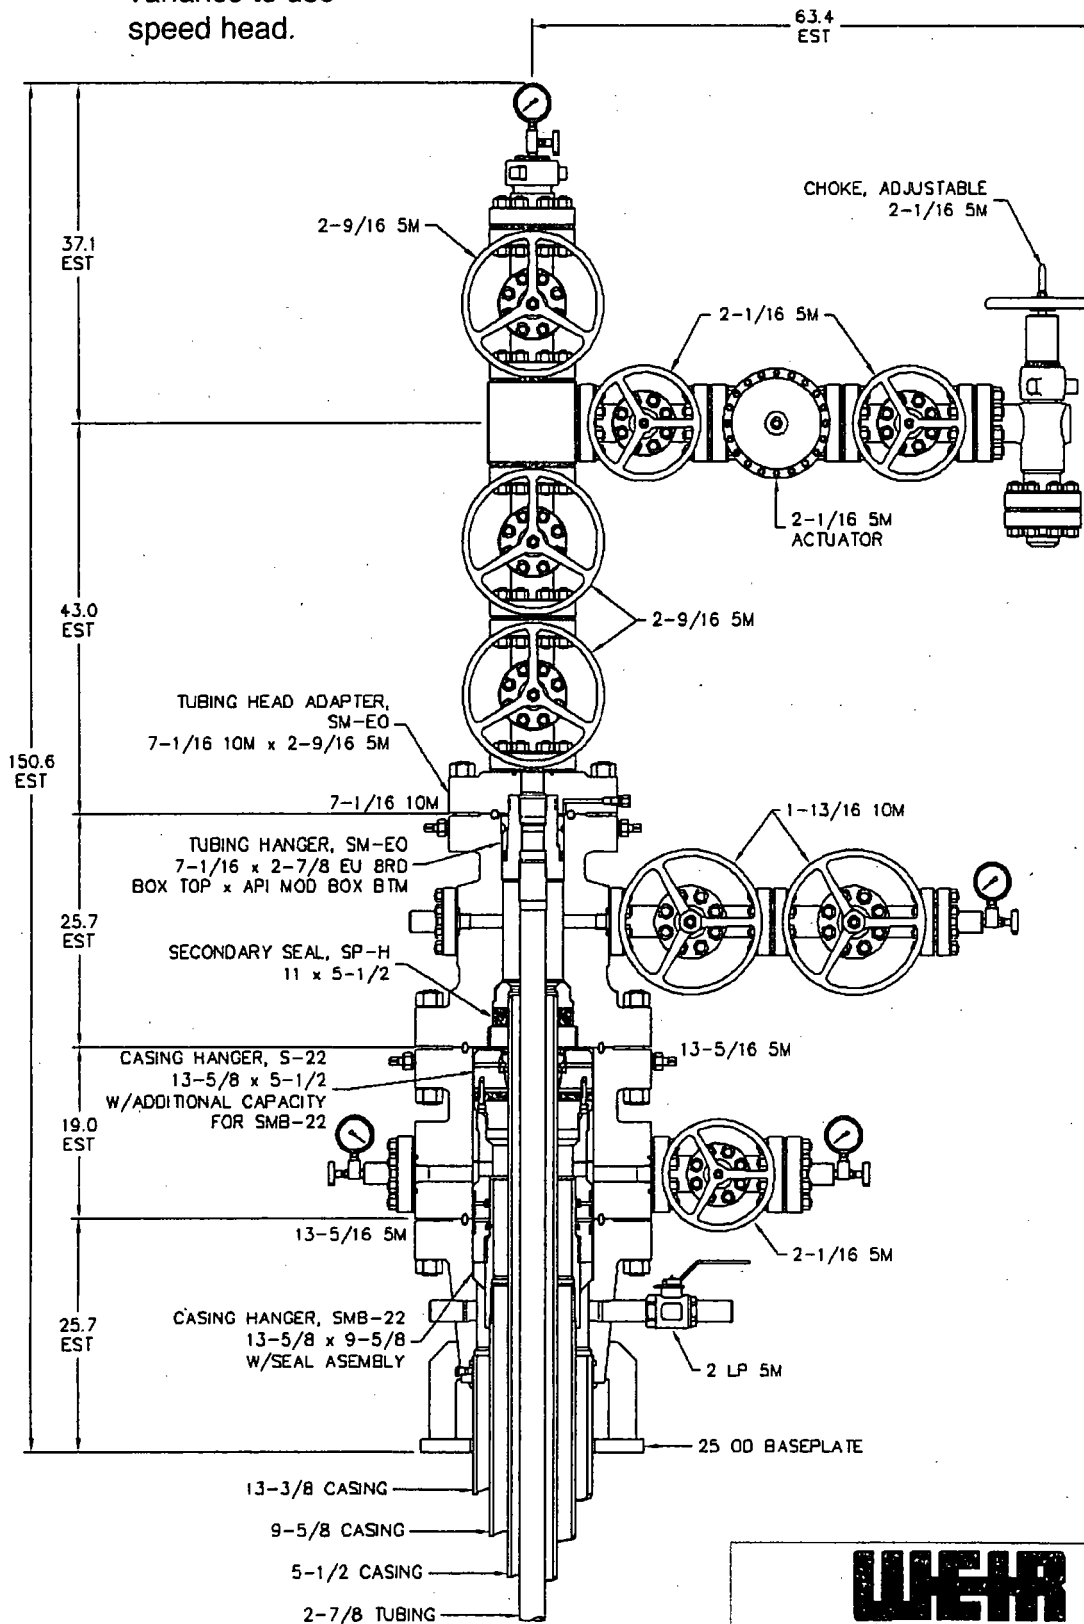 speed head.
63.4
EST
CHOKE, ADJUSTABLE
2-1/16 5M
2-9/16 5M
37.1
EST
2-1/16 5M
2-1/16 5M
ACTUATOR
43.0
EST
2-9/16 5M
TUBING HEAD ADAPTER,
SM-EO
7-1/16 10M x 2-9/16 5M
150.6
EST
7-1/16 10M
1-13/16 10M
TUBING HANGER, SM-EO
7-1/16 x 2-7/8 EU 8RD
BOX TOP x API MOD BOX BTM
25.7
EST
SECONDARY SEAL, SP-H
11 x 5-1/2
13-5/16 5M
CASING HANGER, S-22
13-5/8 x 5-1/2
W/ADDITIONAL CAPACITY
FOR SMB-22
19.0
EST
13-5/16 5M
2-1/16 5M
CASING HANGER, SMB-22
13-5/8 x 9-5/8
W/SEAL ASEMBLY
25.7
EST
2 LP 5M
25 OD BASEPLATE
13-3/8 CASING
9-5/8 CASING
5-1/2 CASING
2-7/8 TUBING
WEIR